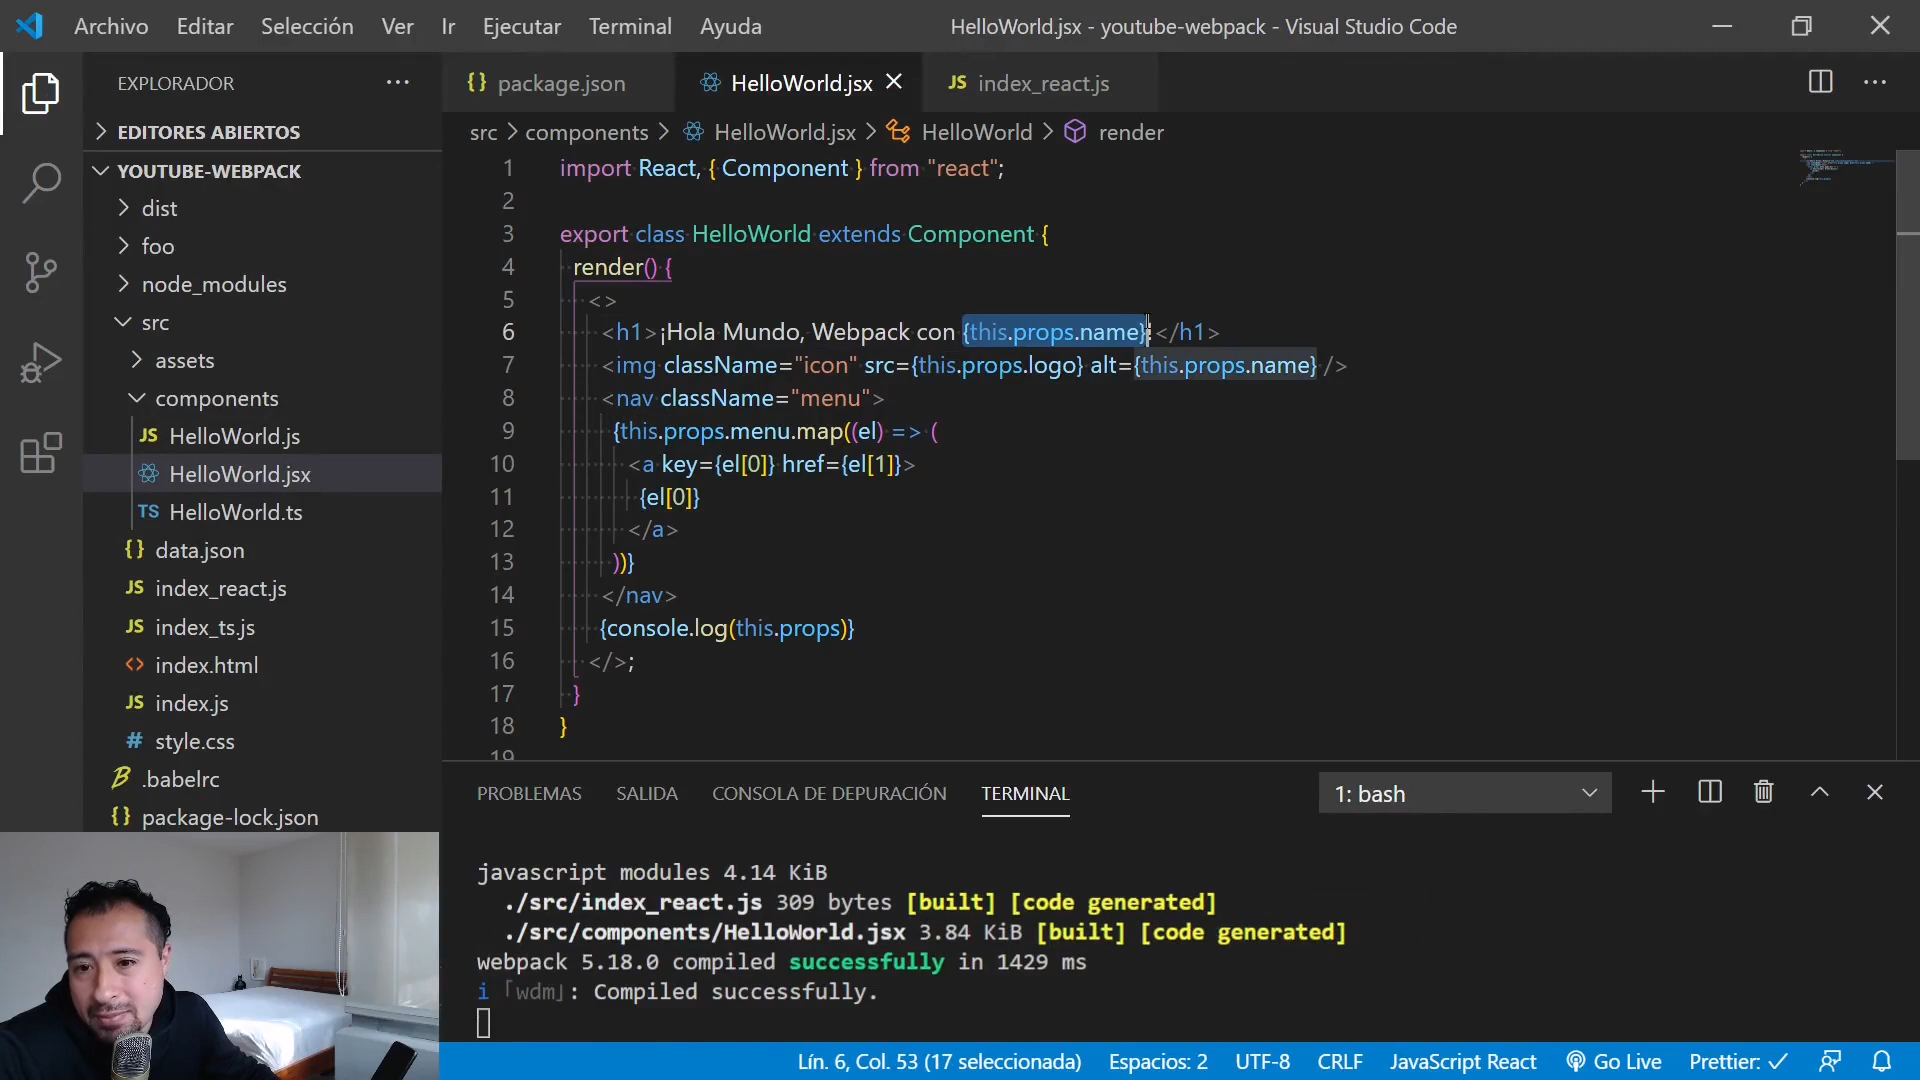 Archivo Editar Selección Ver Ir Ejecutar Terminal Ayuda HelloWorld.jsx - youtube-webpack - Visual Studio Code
EXPLORADOR
EDITORES ABIERTOS
YOUTUBE-WEBPACK
dist
foo
node_modules
src
assets
components
JS HelloWorld.js
HelloWorld.jsx
TS HelloWorld.ts
{} data.json
JS index_react.js
JS index_ts.js
<> index.html
JS index.js
# style.css
.babelrc
{} package-lock.json
{} package.json HelloWorld.jsx JS index_react.js
src > components > HelloWorld.jsx > HelloWorld > render
1 import React, { Component } from "react";
2
3 export class HelloWorld extends Component {
4 render() {
5 <>
6 <h1>¡Hola Mundo, Webpack con {this.props.name}!</h1>
7 <img className="icon" src={this.props.logo} alt={this.props.name} />
8 <nav className="menu">
9 {this.props.menu.map((el) => (
10 <a key={el[0]} href={el[1]}>
11 {el[0]}
12 </a>
13 ))}
14 </nav>
15 {console.log(this.props)}
16 </>;
17 }
18 }
19
PROBLEMAS SALIDA CONSOLA DE DEPURACIÓN TERMINAL 1: bash
javascript modules 4.14 KiB
./src/index_react.js 309 bytes [built] [code generated]
./src/components/HelloWorld.jsx 3.84 KiB [built] [code generated]
webpack 5.18.0 compiled successfully in 1429 ms
i ｢wdm｣: Compiled successfully.
Lín. 6, Col. 53 (17 seleccionada) Espacios: 2 UTF-8 CRLF JavaScript React Go Live Prettier: ✓